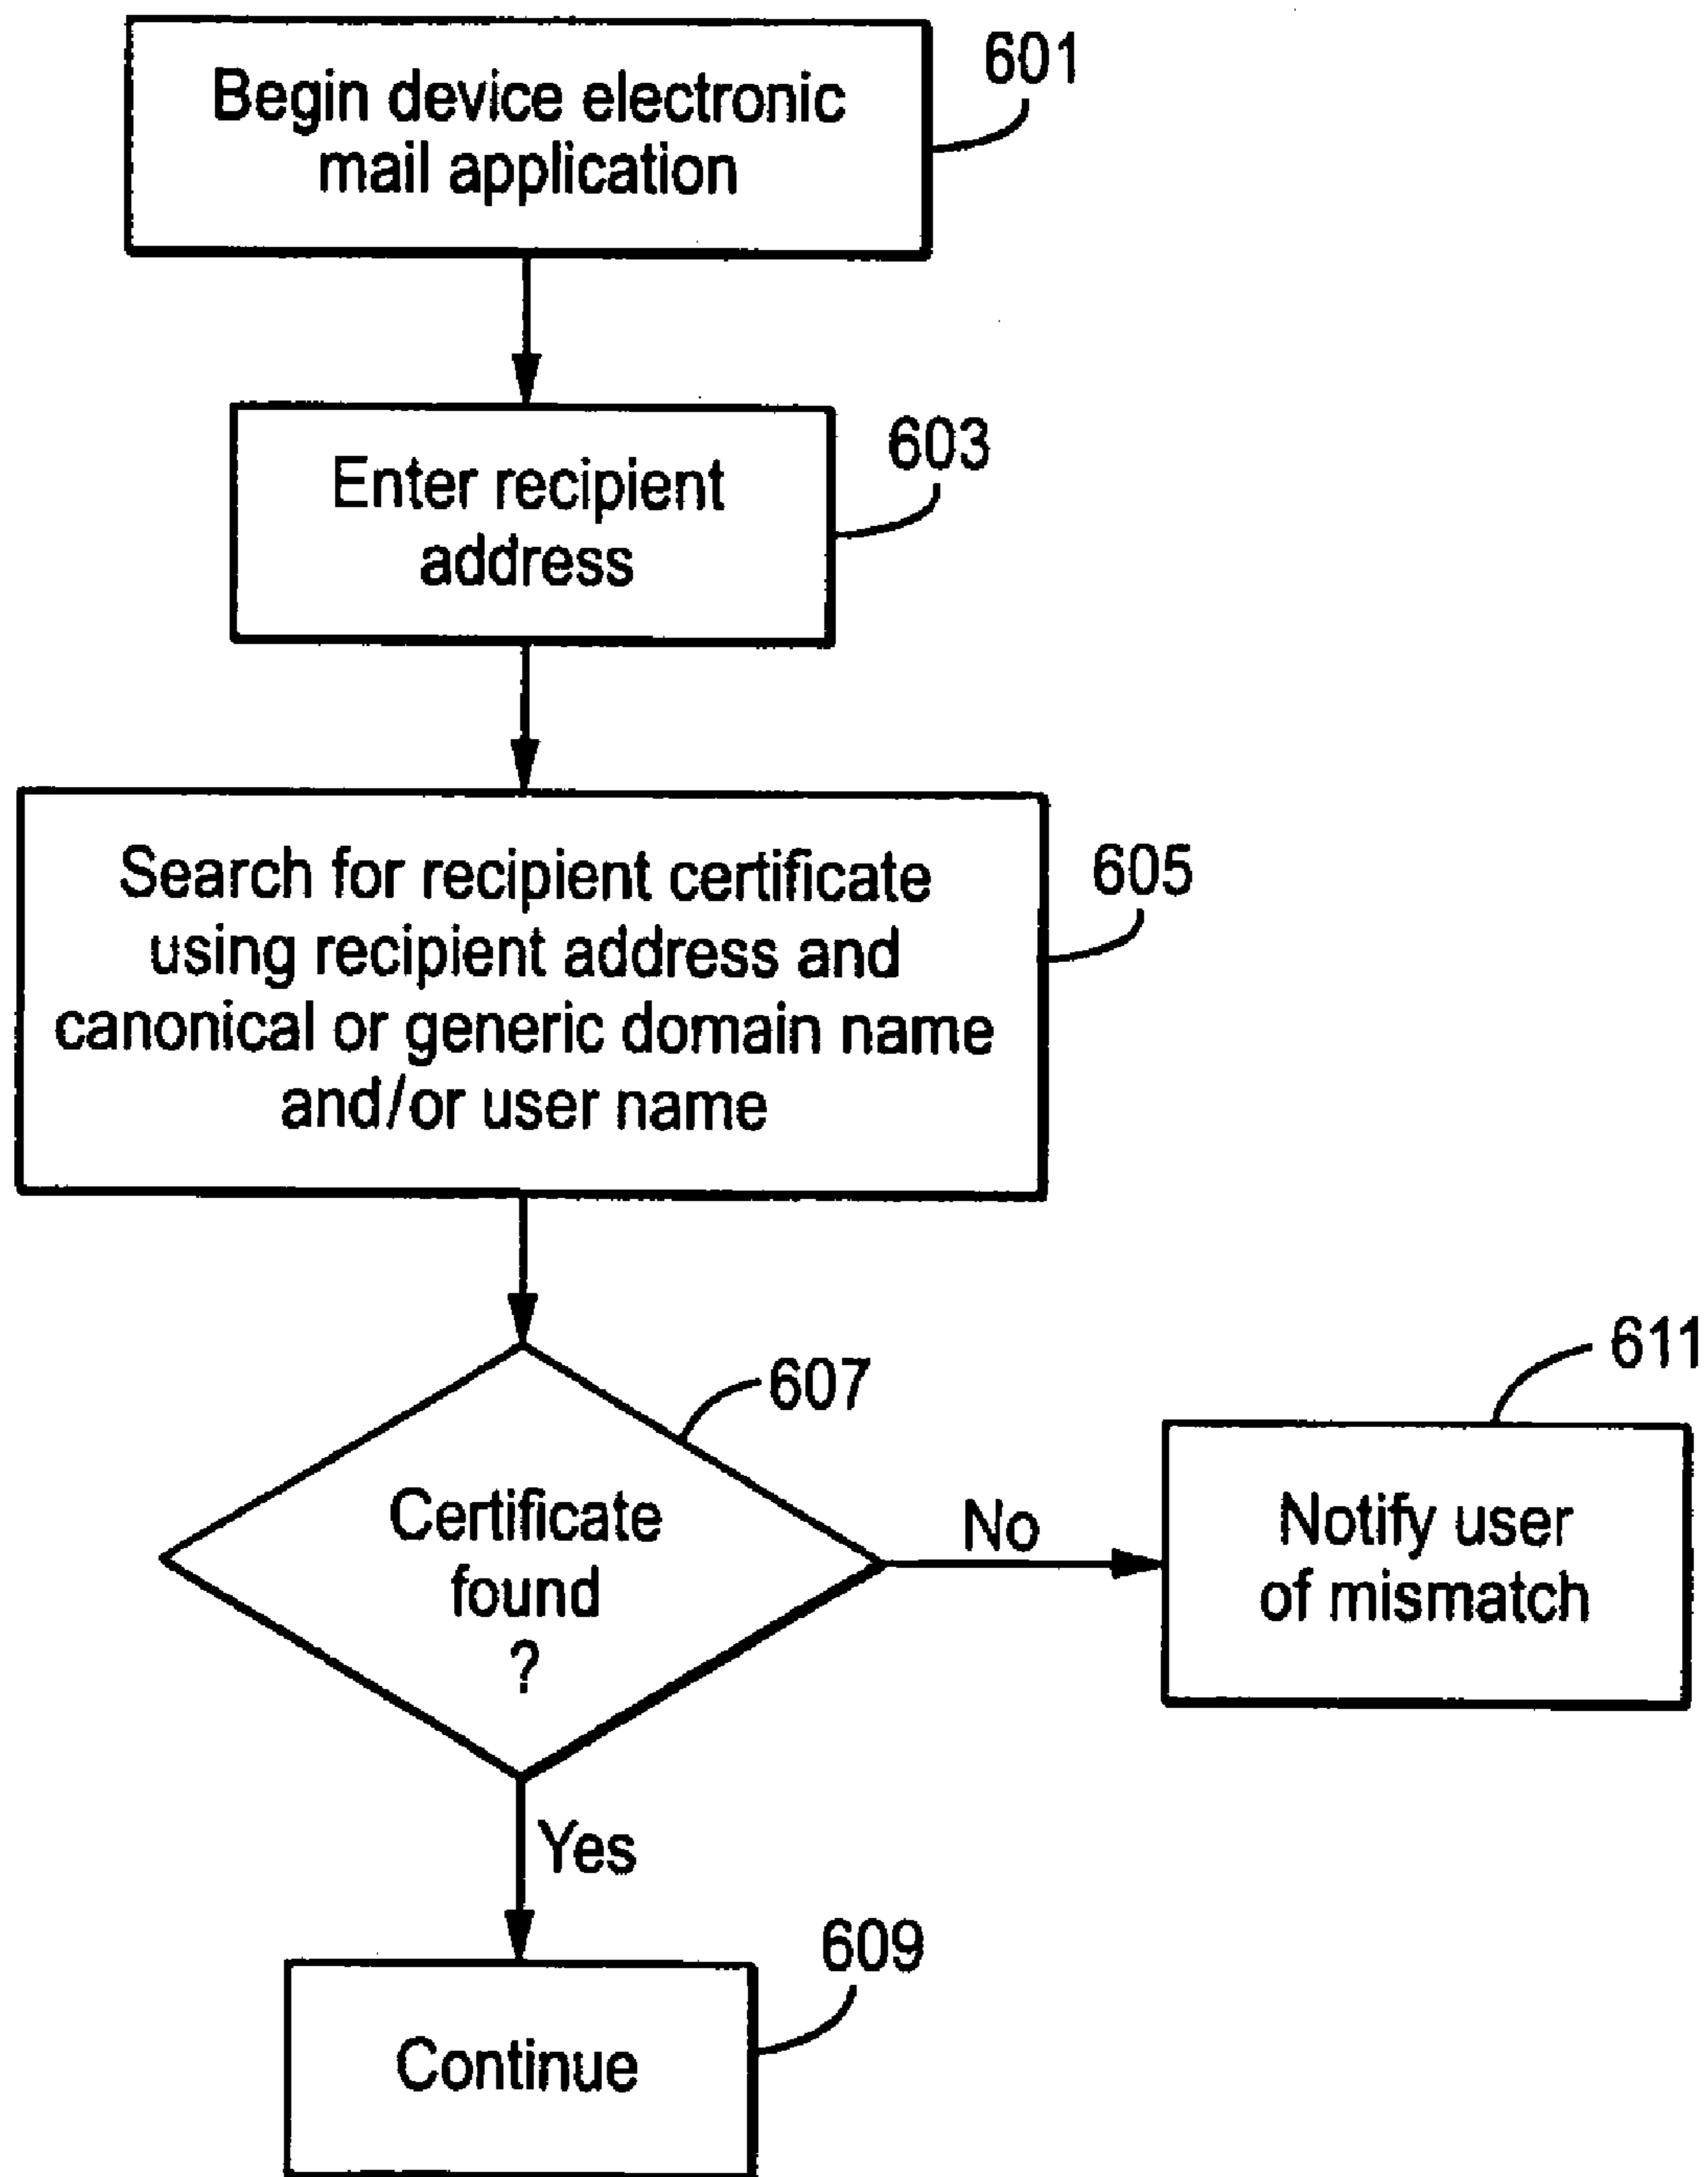 Begin device electronic
mail application
601
Enter recipient
address
603
Search for recipient certificate
using recipient address and
canonical or generic domain name
and/or user name
605
607
Certificate
found
?
No
611
Notify user
of mismatch
Yes
609
Continue